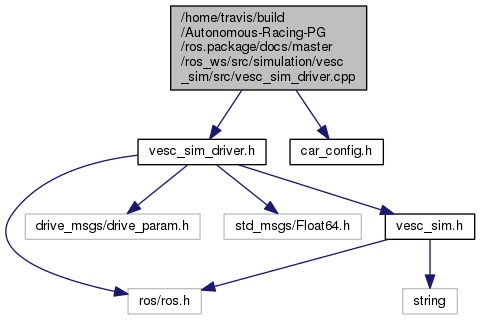 /home/travis/build
/Autonomous-Racing-PG
/ros.package/docs/master
/ros_ws/src/simulation/vesc
_sim/src/vesc_sim_driver.cpp
vesc_sim_driver.h
car_config.h
drive_msgs/drive_param.h
std_msgs/Float64.h
vesc_sim.h
ros/ros.h
string